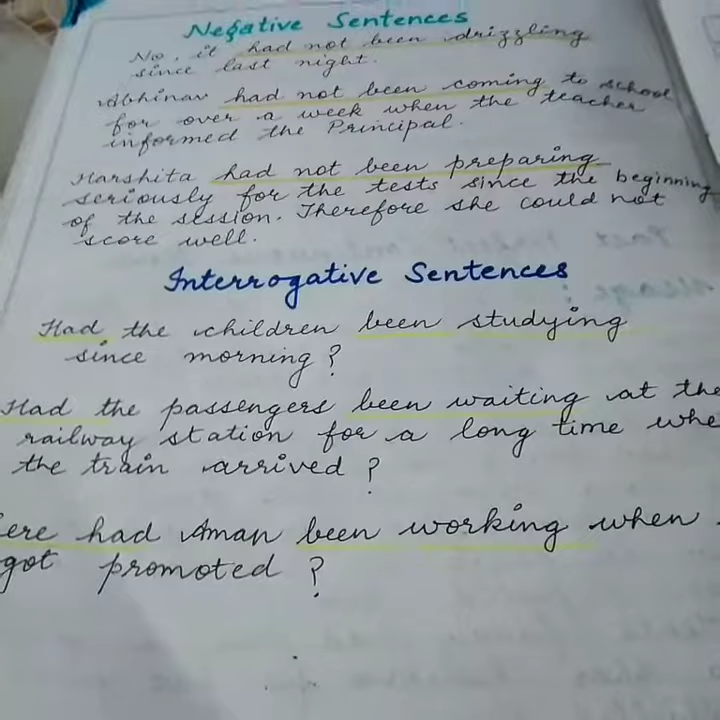 Negative Sentences
No, it had not been drizzling
since last night.
Abhinav had not been coming to school
for over a week when the teacher
informed the Principal.
Harshita had not been preparing
seriously for the tests since the beginning
of the session. Therefore she could not
score well.
Interrogative Sentences
Had the children been studying
since morning?
Had the passengers been waiting at the
railway station for a long time whe
the train arrived?
ere had Aman been working when
got promoted?